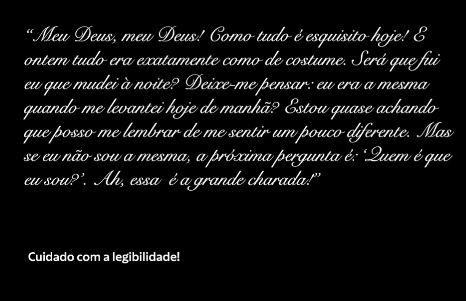 “Meu Deus, meu Deus! Como tudo é esquisito hoje! E
ontem tudo era exatamente como de costume. Será que fui
eu que mudei à noite? Deixe-me pensar: eu era a mesma
quando me levantei hoje de manhã? Estou quase achando
que posso me lembrar de me sentir um pouco diferente. Mas
se eu não sou a mesma, a próxima pergunta é: ‘Quem é que
eu sou?’. Ah, essa é a grande charada!”
Cuidado com a legibilidade!